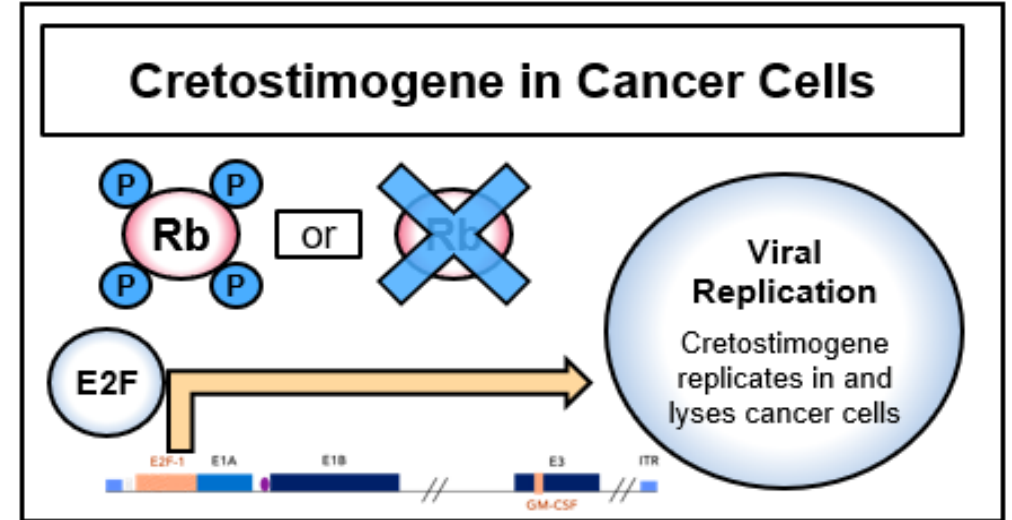 Cretostimogene in Cancer Cells
P P
Rb or Rb
P P
Viral
Replication
Cretostimogene
replicates in and
lyses cancer cells
E2F
E2F-1 E1A E1B E3 ITR
GM-CSF